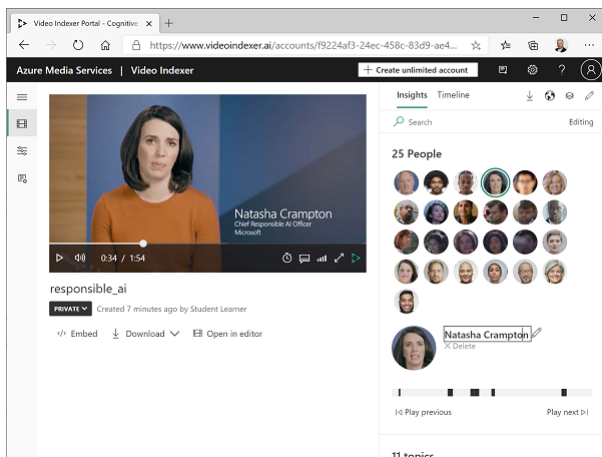 Video Indexer Portal - Cognitive
https://www.videoindexer.ai/accounts/f9224af3-24ec-458c-83d9-ae4...
Azure Media Services | Video Indexer
Create unlimited account
?
Insights Timeline
Search
Editing
25 People
Natasha Crampton
Chief Responsible AI Officer
Microsoft
0:34 / 1:54
responsible_ai
PRIVATE
Created 7 minutes ago by Student Learner
</> Embed
Download
Open in editor
Natasha Crampton
Delete
Play previous
Play next
11 topics